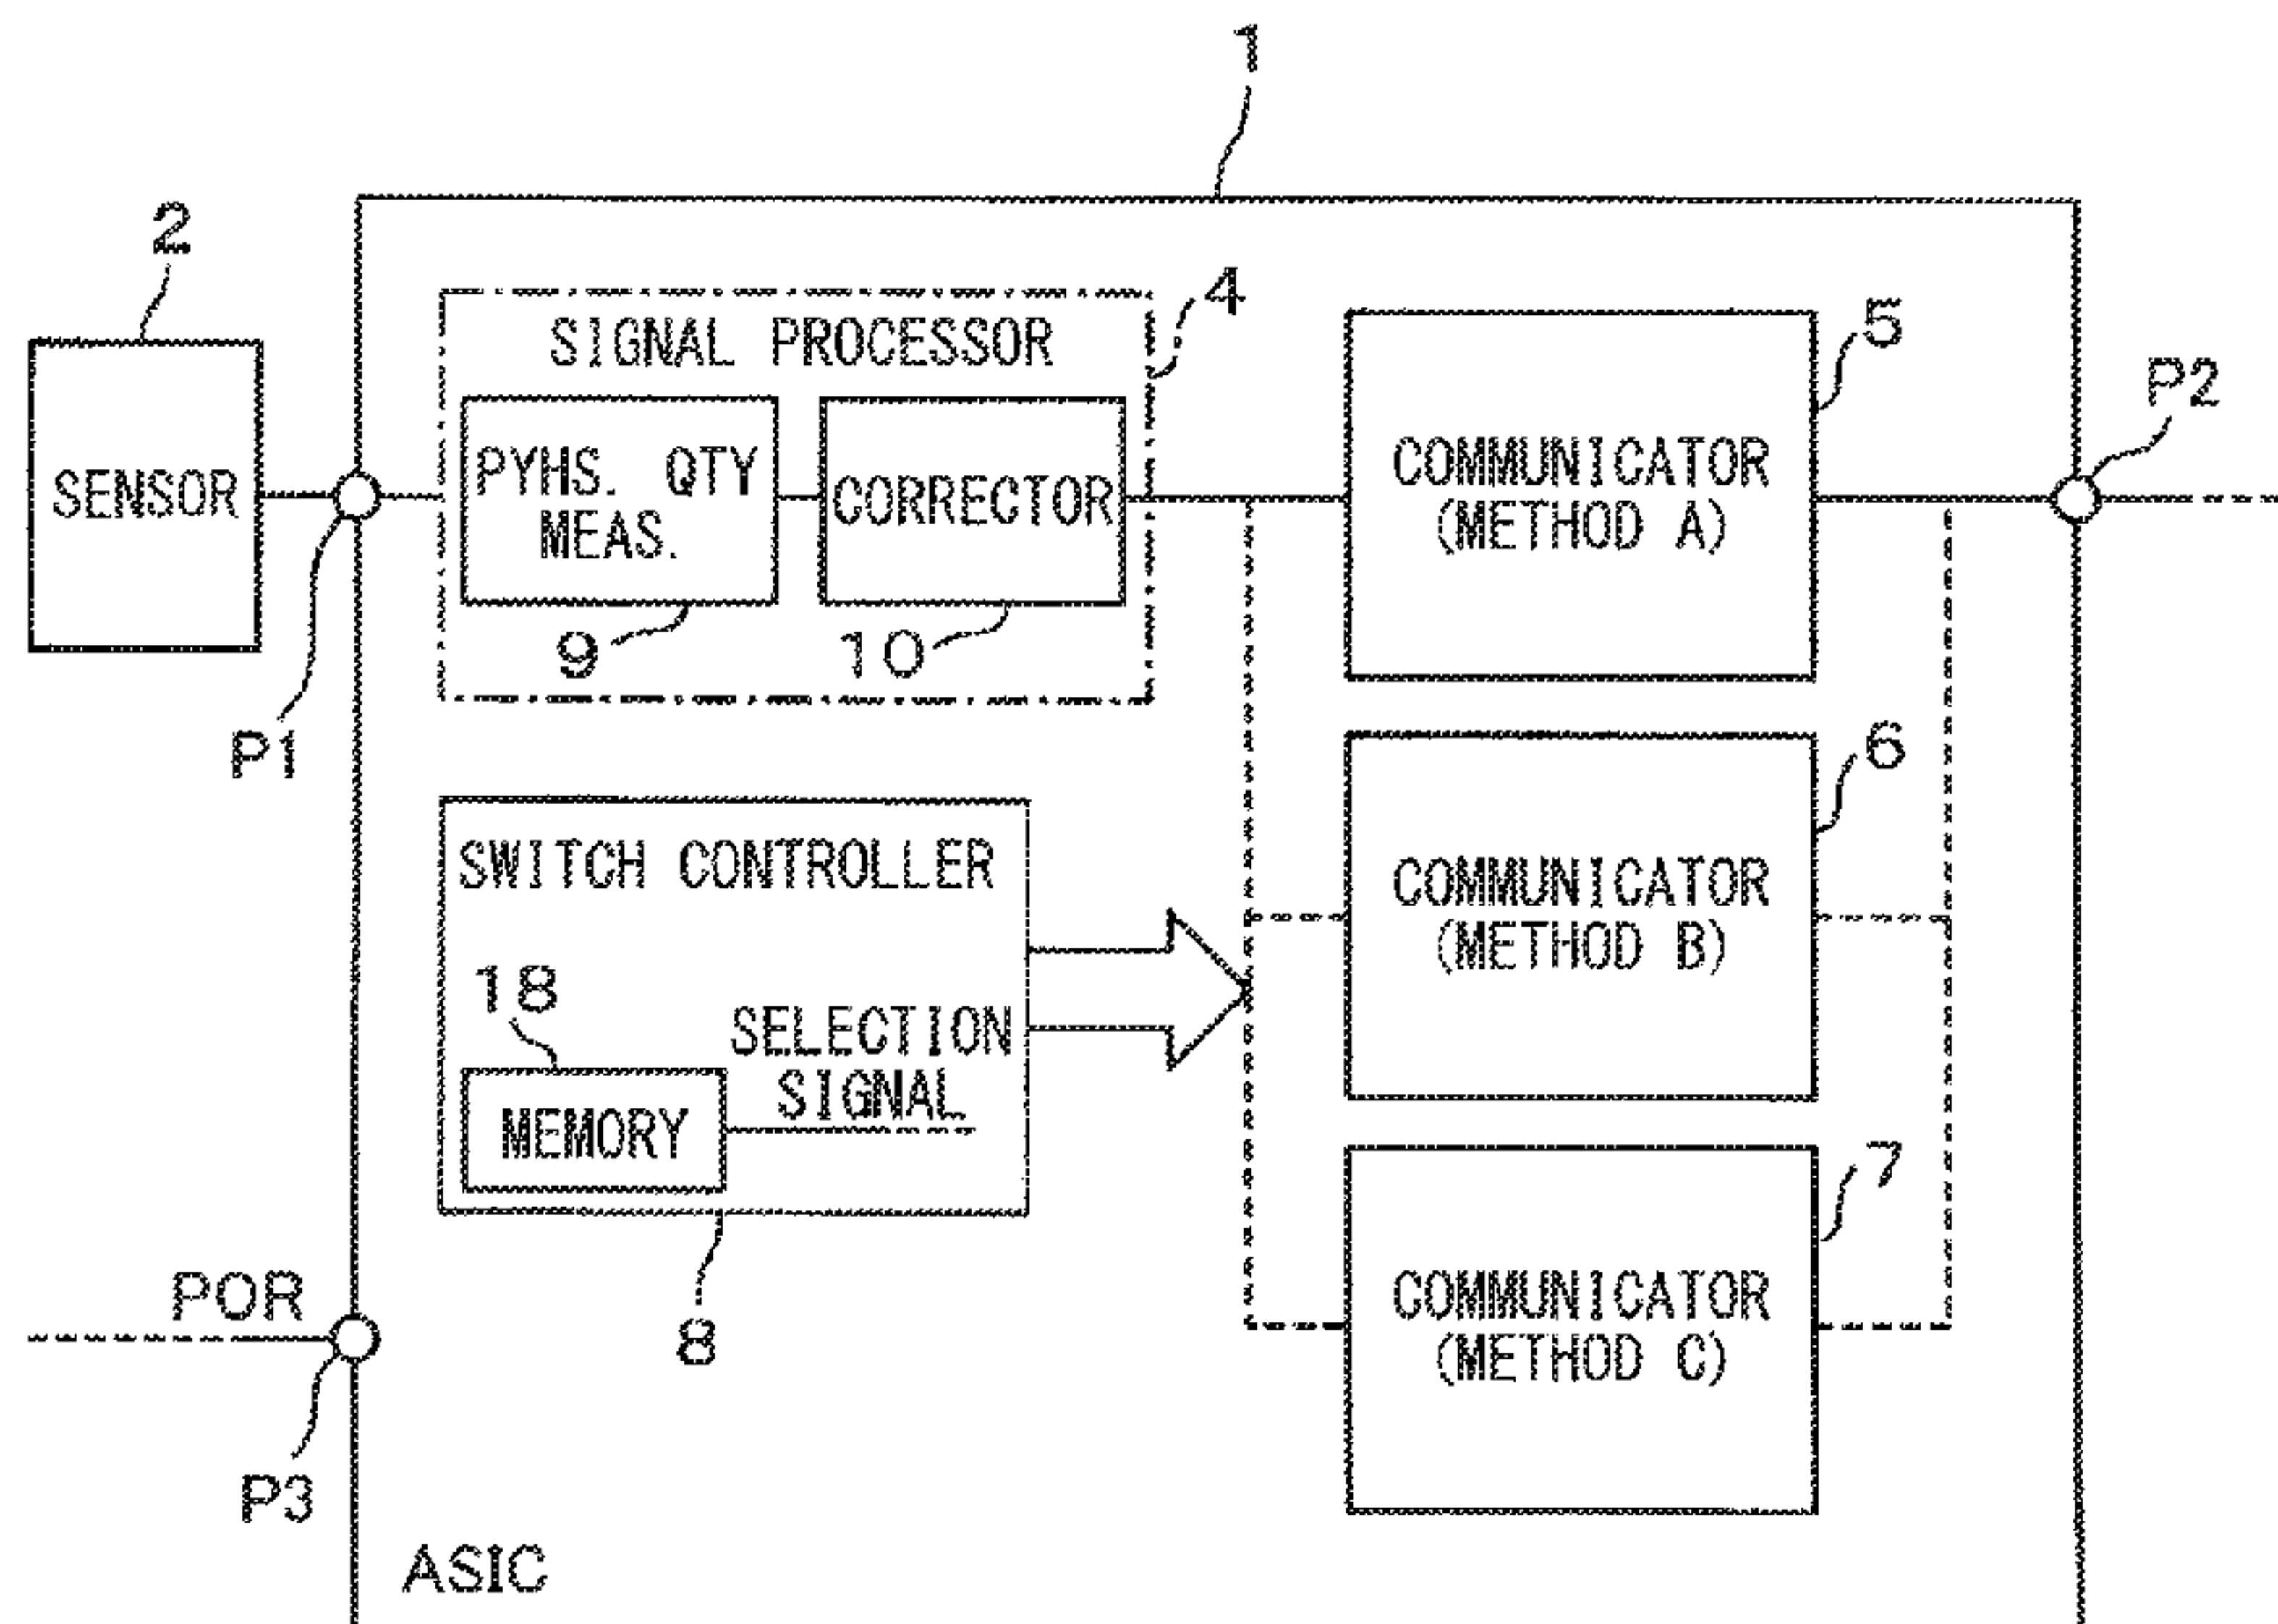 1
2
4
SIGNAL PROCESSOR
5
P2
SENSOR
PYHS. QTY
MEAS.
CORRECTOR
COMMUNICATOR
(METHOD A)
9
10
P1
6
SWITCH CONTROLLER
COMMUNICATOR
(METHOD B)
18
SELECTION
SIGNAL
MEMORY
7
POR
8
COMMUNICATOR
(METHOD C)
P3
ASIC